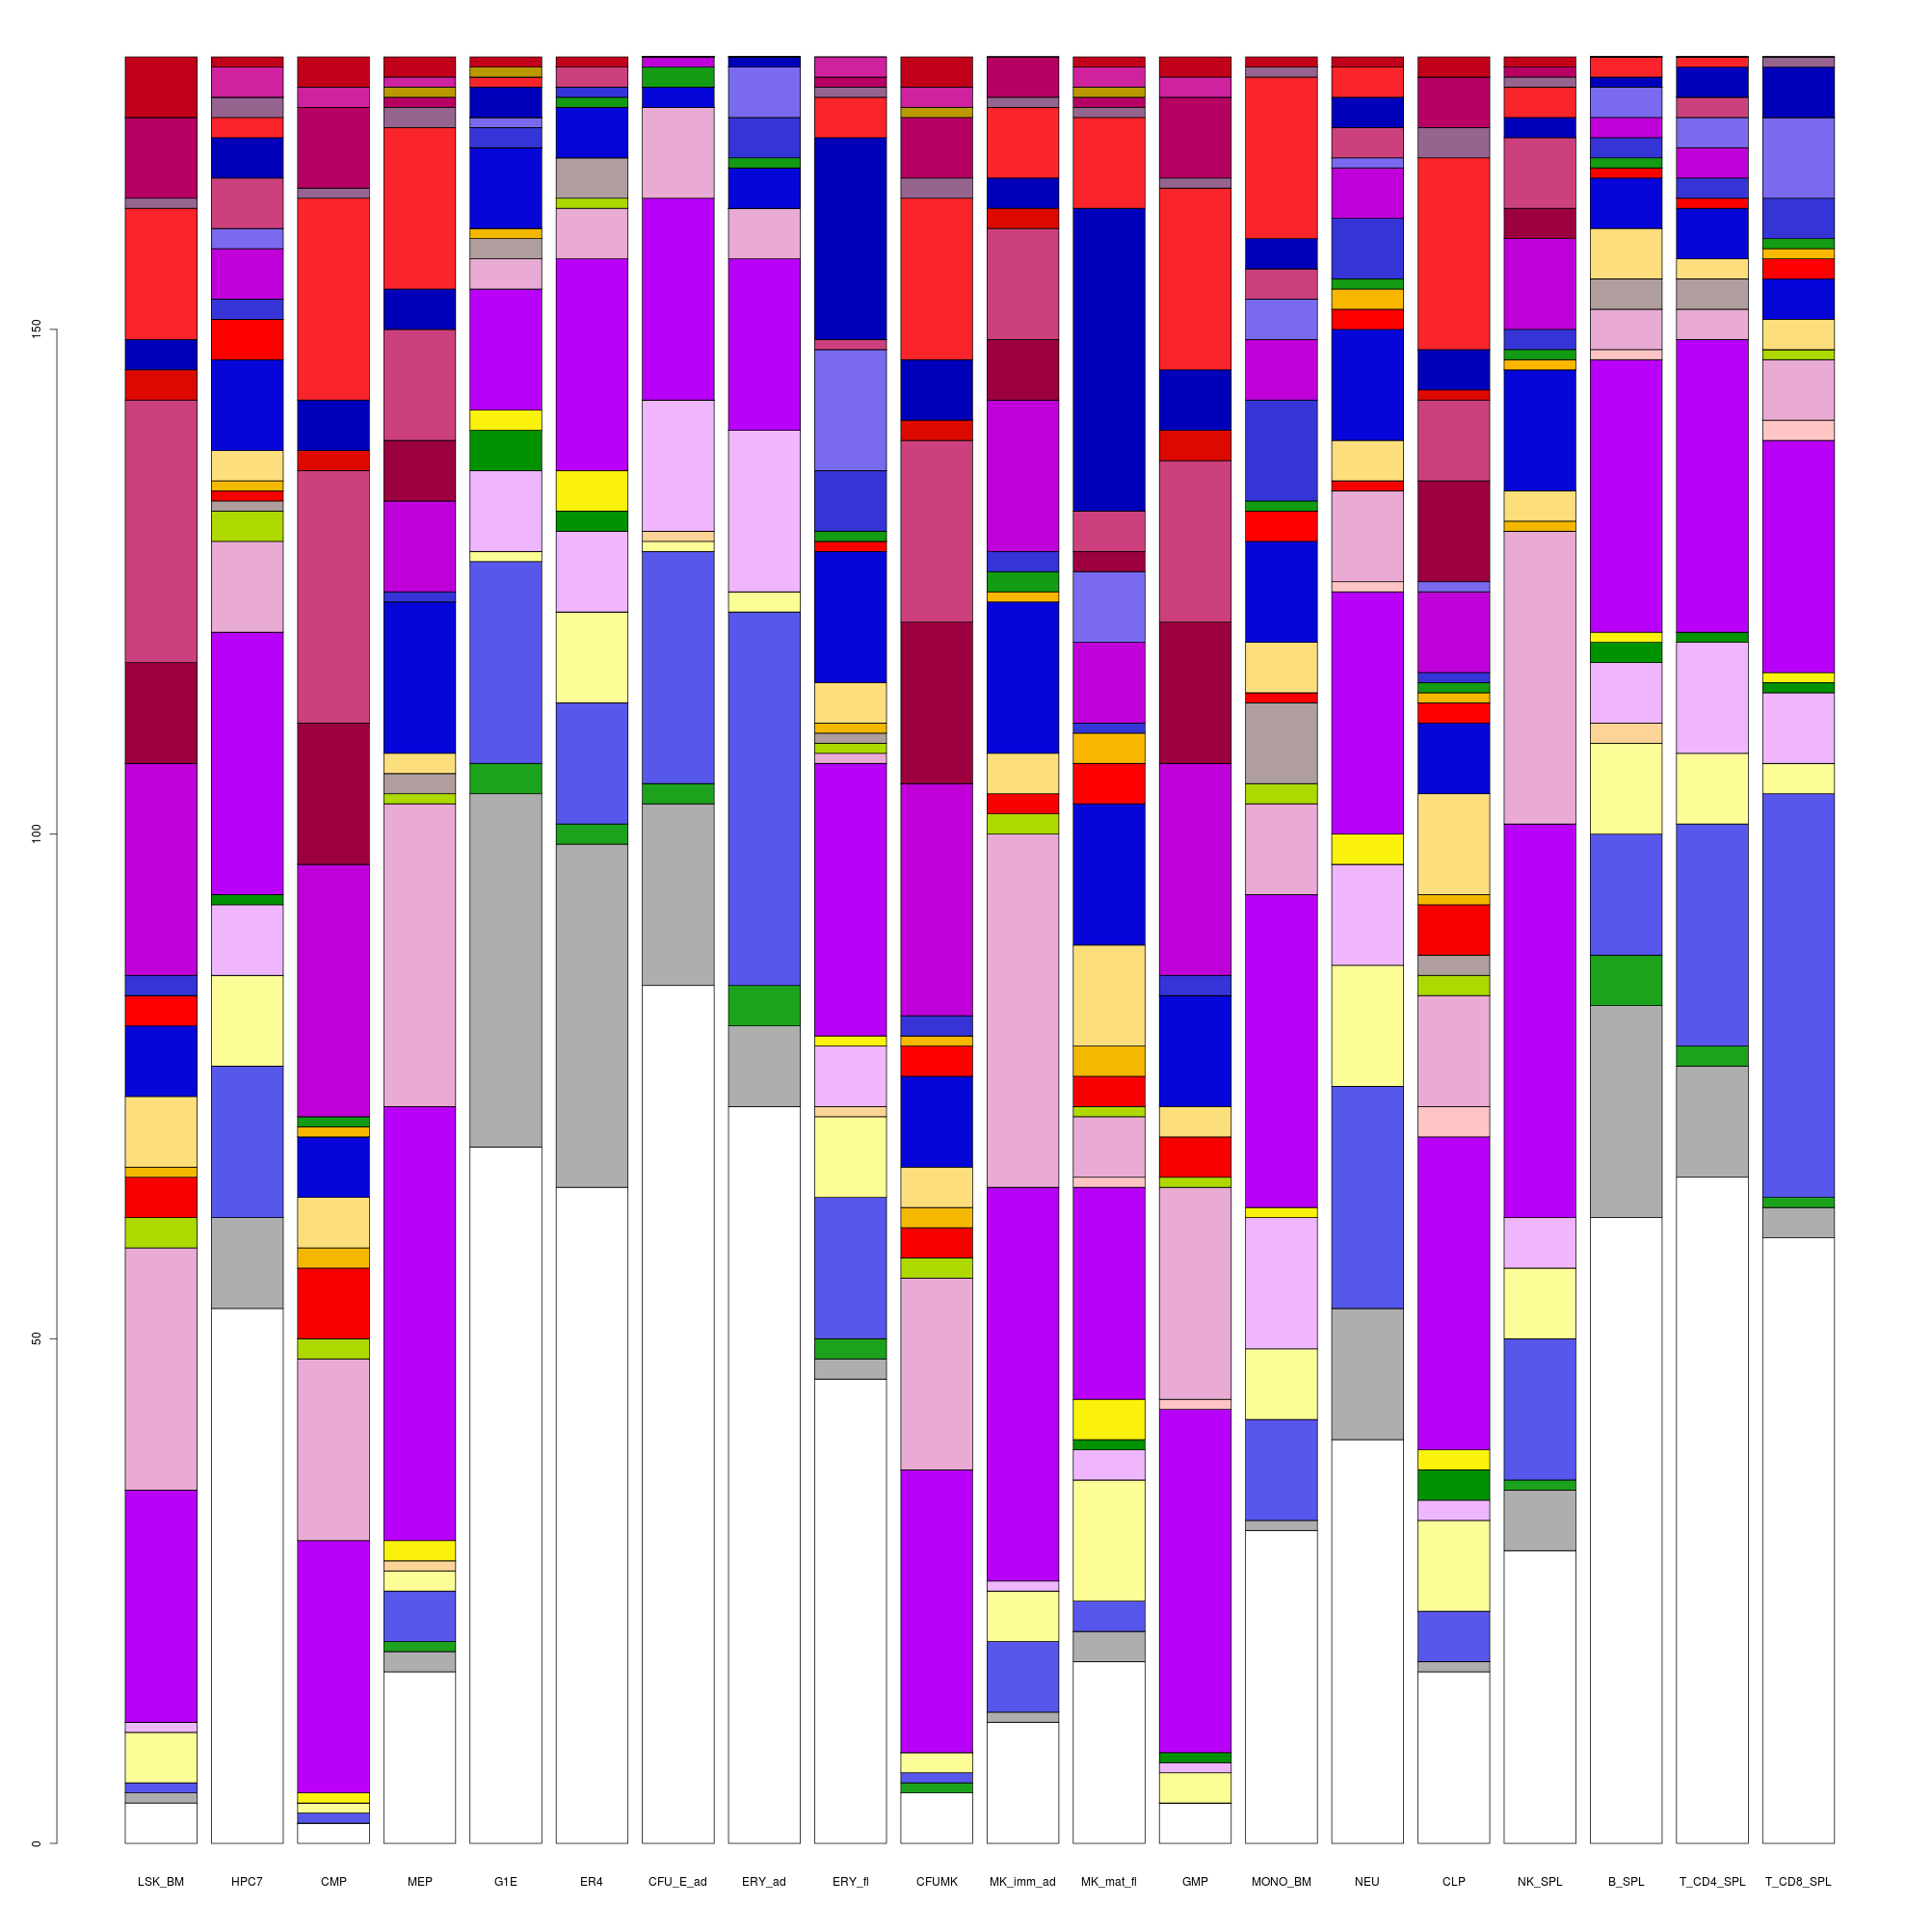 150
100
50
0
LSK_BM HPC7 CMP MEP G1E ER4 CFU_E_ad ERY_ad ERY_fl CFUMK MK_imm_ad MK_mat_fl GMP MONO_BM NEU CLP NK_SPL B_SPL T_CD4_SPL T_CD8_SPL